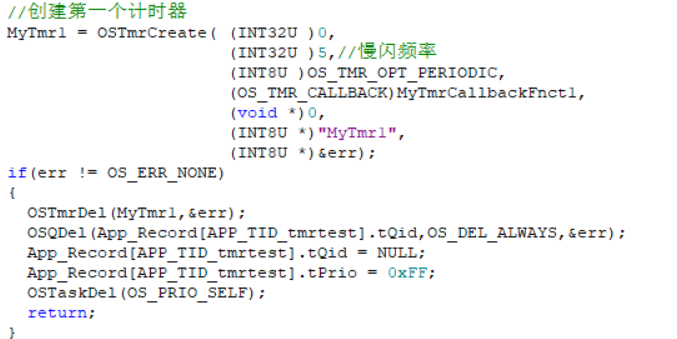 //创建第一个计时器
MyTmr1 = OSTmrCreate( (INT32U )0,
(INT32U )5,//慢闪频率
(INT8U )OS_TMR_OPT_PERIODIC,
(OS_TMR_CALLBACK)MyTmrCallbackFnct1,
(void *)0,
(INT8U *)"MyTmr1",
(INT8U *)&err);
if(err != OS_ERR_NONE)
{
OSTmrDel(MyTmr1,&err);
OSQDel(App_Record[APP_TID_tmrtest].tQid,OS_DEL_ALWAYS,&err);
App_Record[APP_TID_tmrtest].tQid = NULL;
App_Record[APP_TID_tmrtest].tPrio = 0xFF;
OSTaskDel(OS_PRIO_SELF);
return;
}